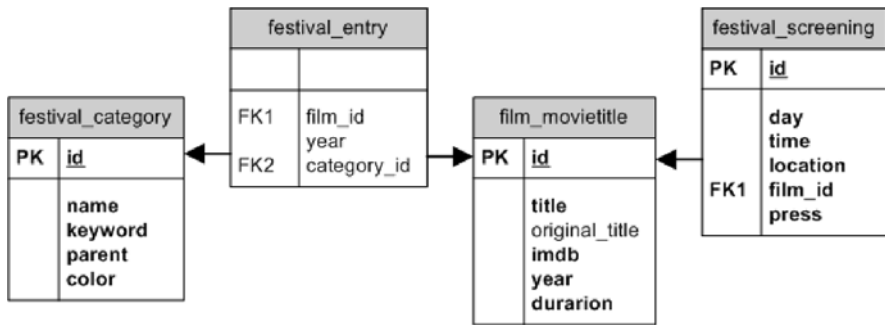 festival_entry
FK1 film_id
year
FK2 category_id
festival_category
PK id
name
keyword
parent
color
film_movietitle
PK id
title
original_title
imdb
year
durarion
festival_screening
PK id
day
time
location
FK1 film_id
press